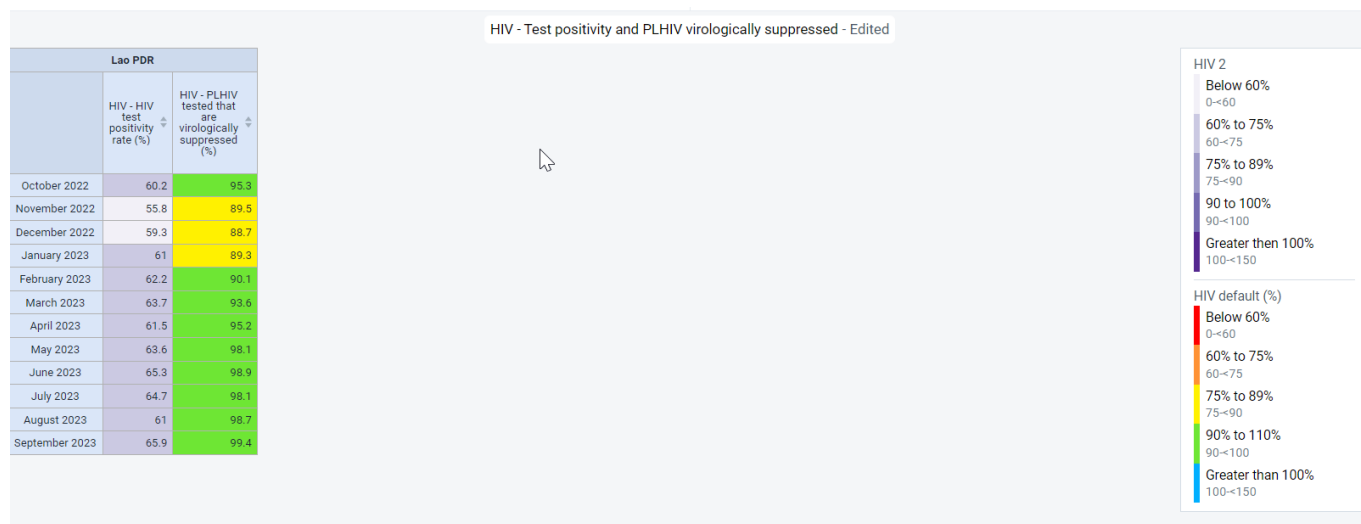 HIV - Test positivity and PLHIV virologically suppressed - Edited
Lao PDR
HIV - HIV
test
positivity
rate (%)
HIV - PLHIV
tested that
are
virologically
suppressed
(%)
October 2022 60.2 95.3
November 2022 55.8 89.5
December 2022 59.3 88.7
January 2023 61 89.3
February 2023 62.2 90.1
March 2023 63.7 93.6
April 2023 61.5 95.2
May 2023 63.6 98.1
June 2023 65.3 98.9
July 2023 64.7 98.1
August 2023 61 98.7
September 2023 65.9 99.4
HIV 2
Below 60%
0-<60
60% to 75%
60-<75
75% to 89%
75-<90
90 to 100%
90-<100
Greater then 100%
100-<150
HIV default (%)
Below 60%
0-<60
60% to 75%
60-<75
75% to 89%
75-<90
90% to 110%
90-<100
Greater than 100%
100-<150